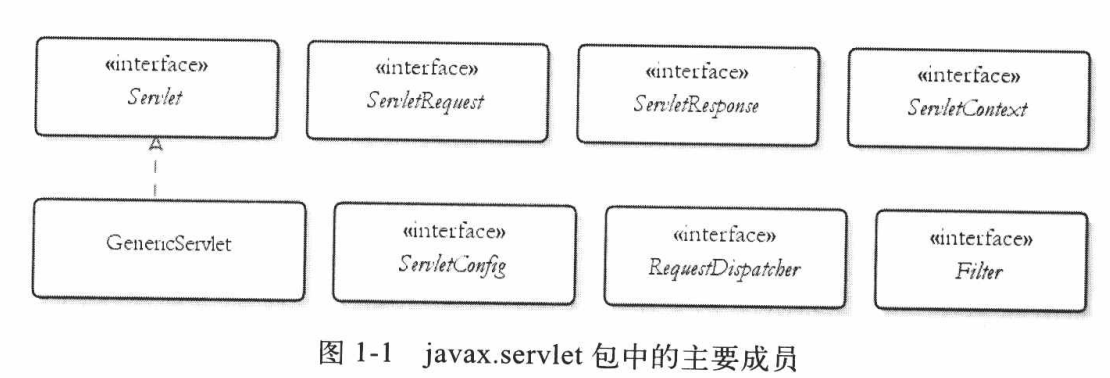 «interface»
Servlet
«interface»
ServletRequest
«interface»
ServletResponse
«interface»
ServletContext
GenericServlet
«interface»
ServletConfig
«interface»
RequestDispatcher
«interface»
Filter
图 1-1 javax.servlet 包中的主要成员